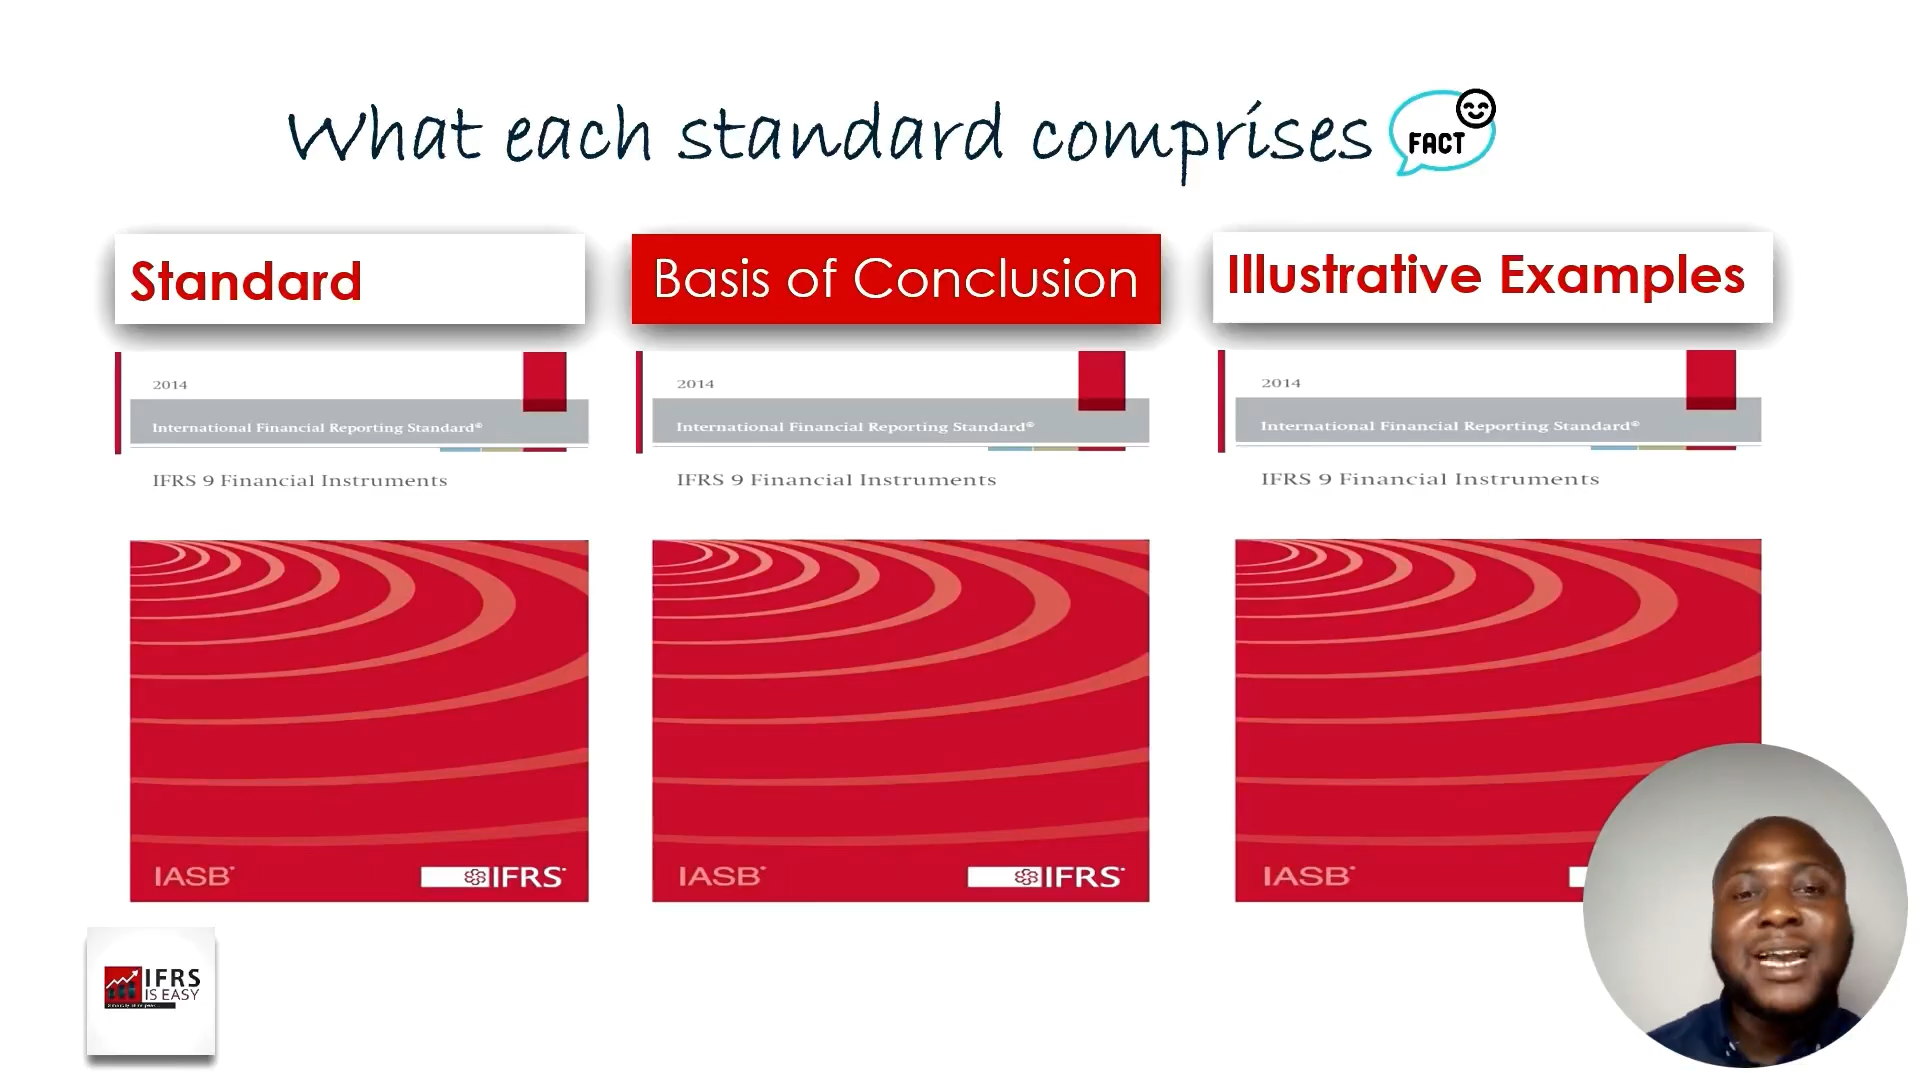 What each standard comprises
FACT
Standard
Basis of Conclusion
Illustrative Examples
2014
International Financial Reporting Standard®
IFRS 9 Financial Instruments
IASB®
IFRS®
2014
International Financial Reporting Standard®
IFRS 9 Financial Instruments
IASB®
IFRS®
2014
International Financial Reporting Standard®
IFRS 9 Financial Instruments
IASB®
IFRS
IS EASY